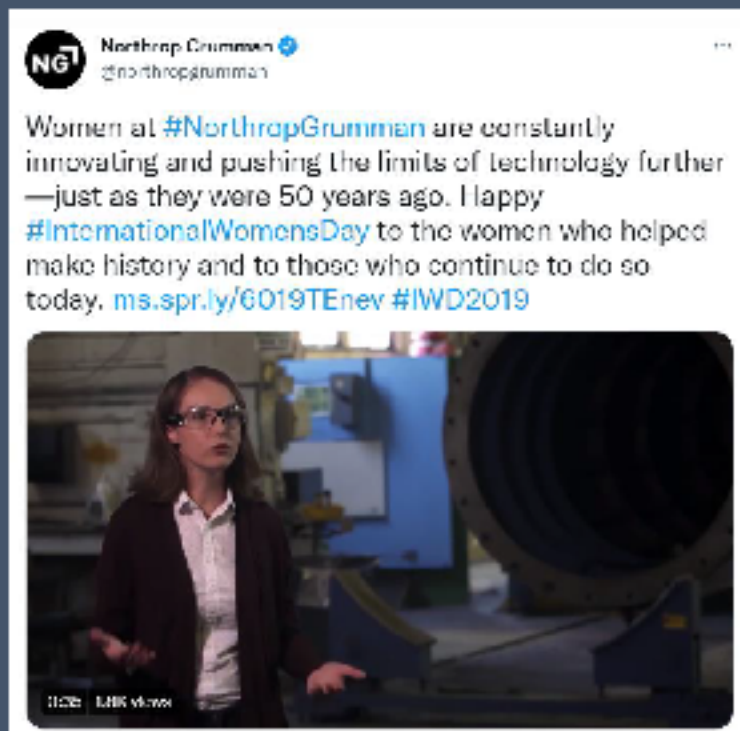 NG
Northrop Grumman
@northropgrumman
Women at #NorthropGrumman are constantly
innovating and pushing the limits of technology further
—just as they were 50 years ago. Happy
#InternationalWomensDay to the women who helped
make history and to those who continue to do so
today. ms.spr.ly/6019TEnev #IWD2019
views